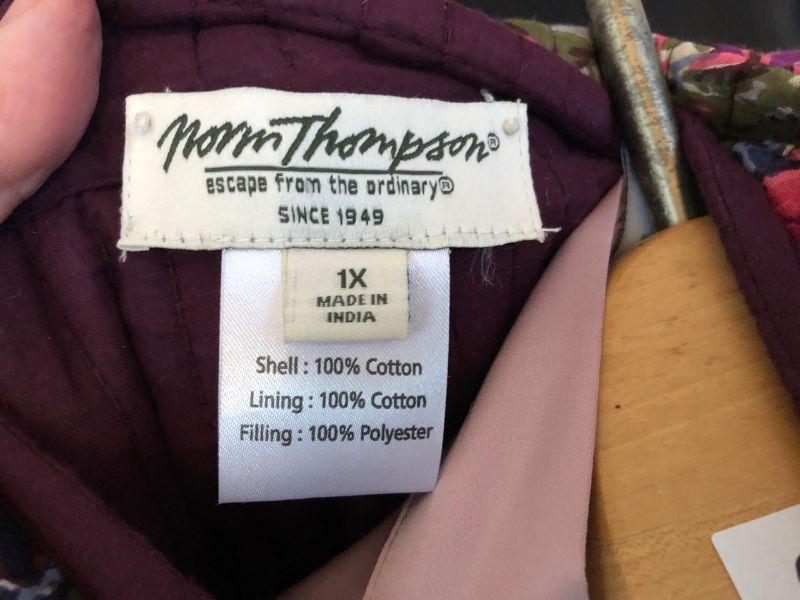 Norm Thompson®
escape from the ordinary®
SINCE 1949
1X
MADE IN
INDIA
Shell : 100% Cotton
Lining : 100% Cotton
Filling : 100% Polyester